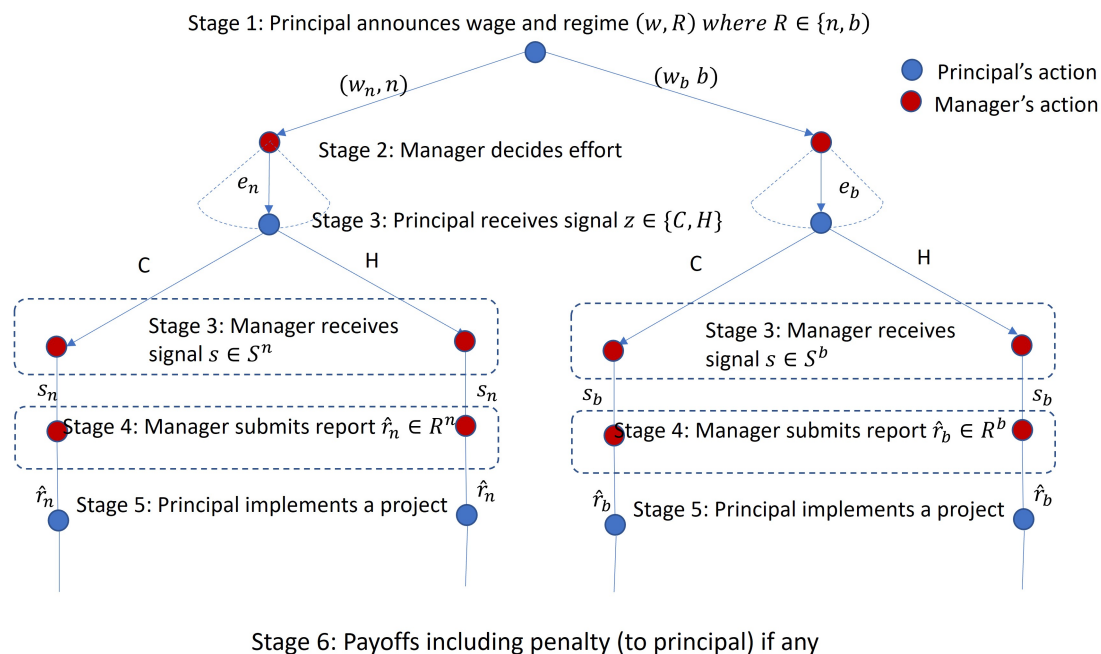 Stage 1: Principal announces wage and regime (w, R) where R ∈ {n, b)
(w_n, n)
(w_b b)
Principal's action
Manager's action
Stage 2: Manager decides effort
e_n
e_b
Stage 3: Principal receives signal z ∈ {C, H}
C
H
C
H
Stage 3: Manager receives
signal s ∈ S^n
Stage 3: Manager receives
signal s ∈ S^b
s_n
s_n
s_b
s_b
Stage 4: Manager submits report r̂_n ∈ R^n
Stage 4: Manager submits report r̂_b ∈ R^b
r̂_n
r̂_n
r̂_b
r̂_b
Stage 5: Principal implements a project
Stage 5: Principal implements a project
Stage 6: Payoffs including penalty (to principal) if any